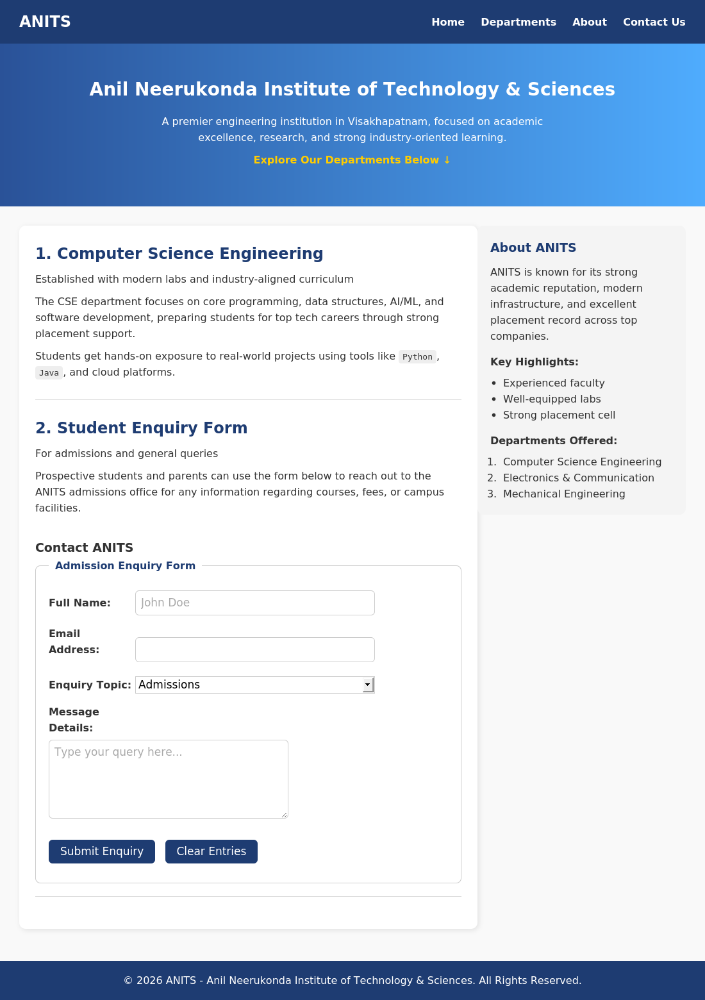 ANITS
Home Departments About Contact Us
Anil Neerukonda Institute of Technology & Sciences
A premier engineering institution in Visakhapatnam, focused on academic
excellence, research, and strong industry-oriented learning.
Explore Our Departments Below ↓
1. Computer Science Engineering
Established with modern labs and industry-aligned curriculum
The CSE department focuses on core programming, data structures, AI/ML, and
software development, preparing students for top tech careers through strong
placement support.
Students get hands-on exposure to real-world projects using tools like Python,
Java, and cloud platforms.
2. Student Enquiry Form
For admissions and general queries
Prospective students and parents can use the form below to reach out to the
ANITS admissions office for any information regarding courses, fees, or campus
facilities.
Contact ANITS
Admission Enquiry Form
Full Name: John Doe
Email
Address:
Enquiry Topic: Admissions
Message
Details:
Type your query here...
Submit Enquiry Clear Entries
About ANITS
ANITS is known for its strong
academic reputation, modern
infrastructure, and excellent
placement record across top
companies.
Key Highlights:
• Experienced faculty
• Well-equipped labs
• Strong placement cell
Departments Offered:
1. Computer Science Engineering
2. Electronics & Communication
3. Mechanical Engineering
© 2026 ANITS - Anil Neerukonda Institute of Technology & Sciences. All Rights Reserved.